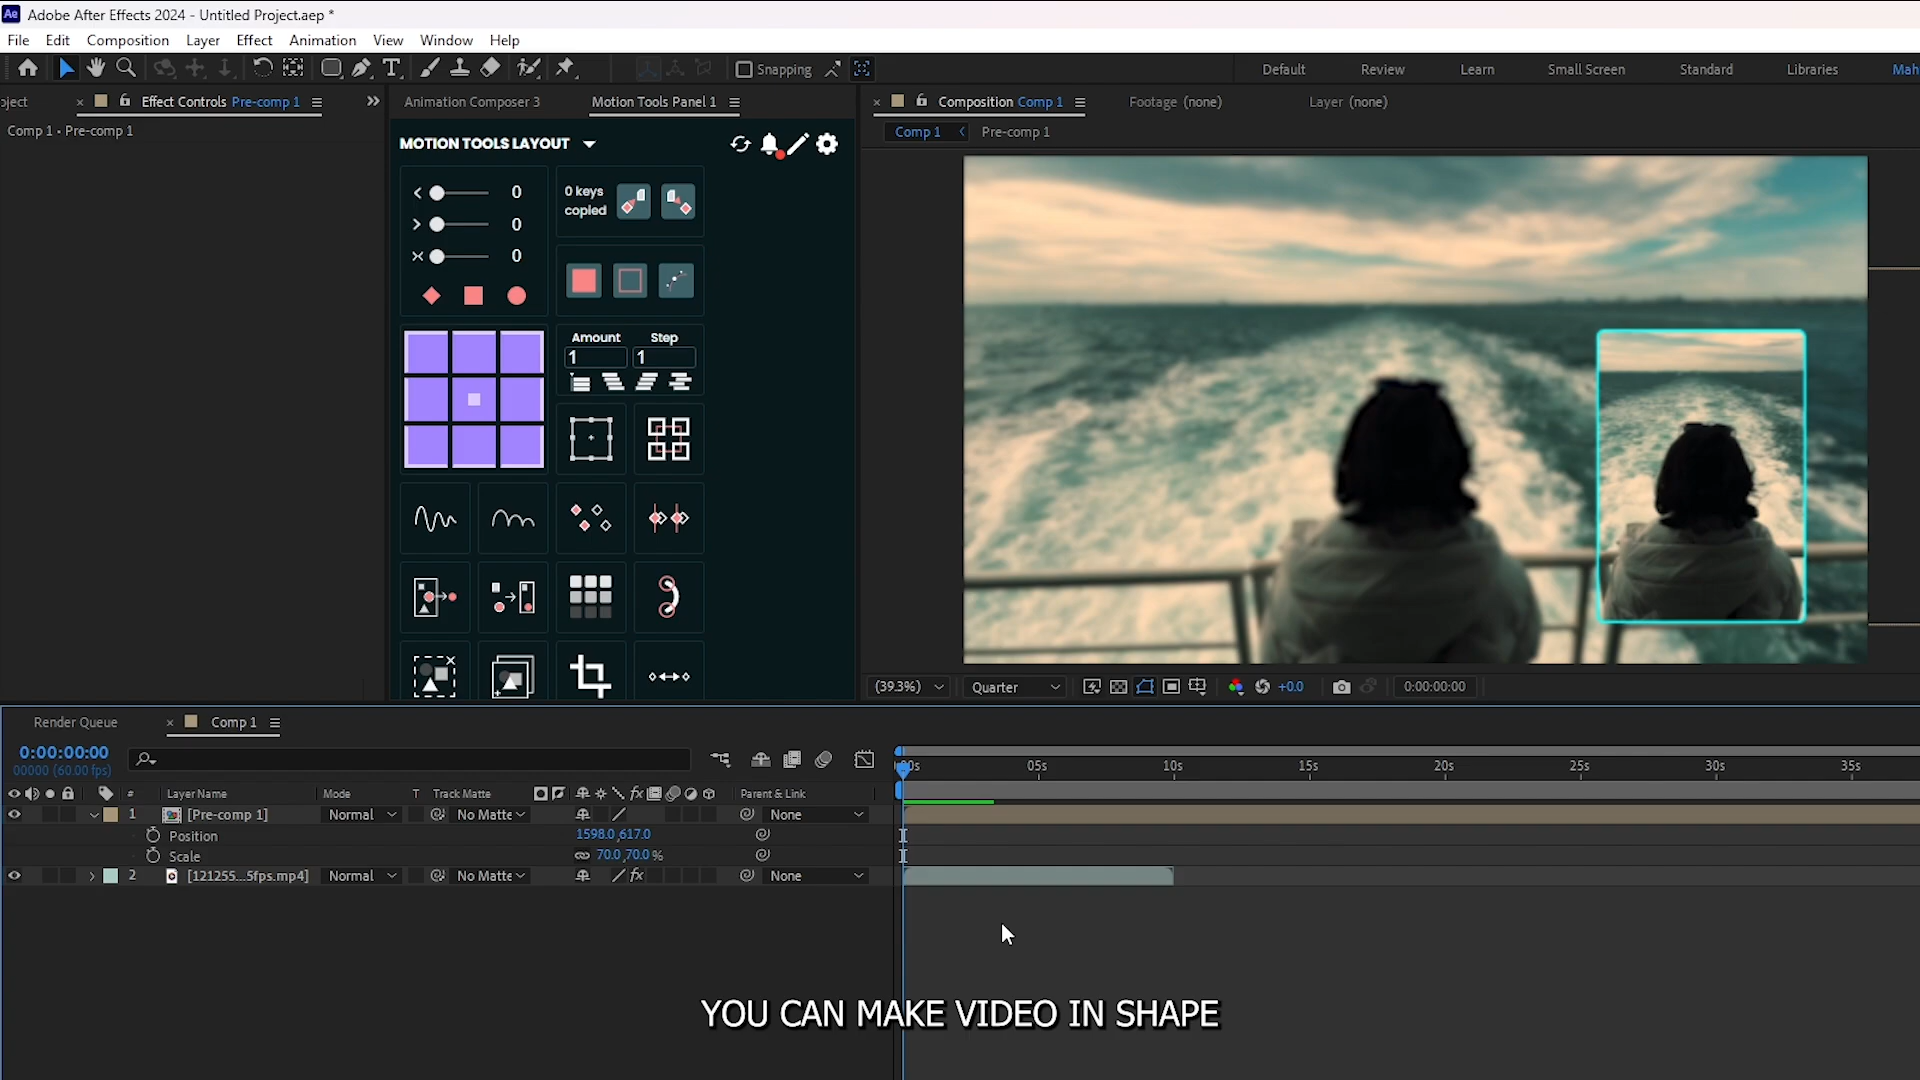 Ae Adobe After Effects 2024 - Untitled Project.aep *
File Edit Composition Layer Effect Animation View Window Help
Snapping
Default Review Learn Small Screen Standard Libraries Mah
oject × Effect Controls Pre-comp 1
Comp 1 • Pre-comp 1
Animation Composer 3 Motion Tools Panel 1
MOTION TOOLS LAYOUT
0
0
0
0 keys
copied
Amount Step
1 1
× Composition Comp 1 Footage (none) Layer (none)
Comp 1 Pre-comp 1
(39.3%) Quarter +0.0 0:00:00:00
Render Queue × Comp 1
0:00:00:00
00000 (60.00 fps)
00s 05s 10s 15s 20s 25s 30s 35s
# Layer Name Mode T Track Matte fx Parent & Link
1 [Pre-comp 1] Normal No Matte None
Position 1598.0,617.0
Scale 70.0,70.0 %
2 [121255...5fps.mp4] Normal No Matte fx None
YOU CAN MAKE VIDEO IN SHAPE